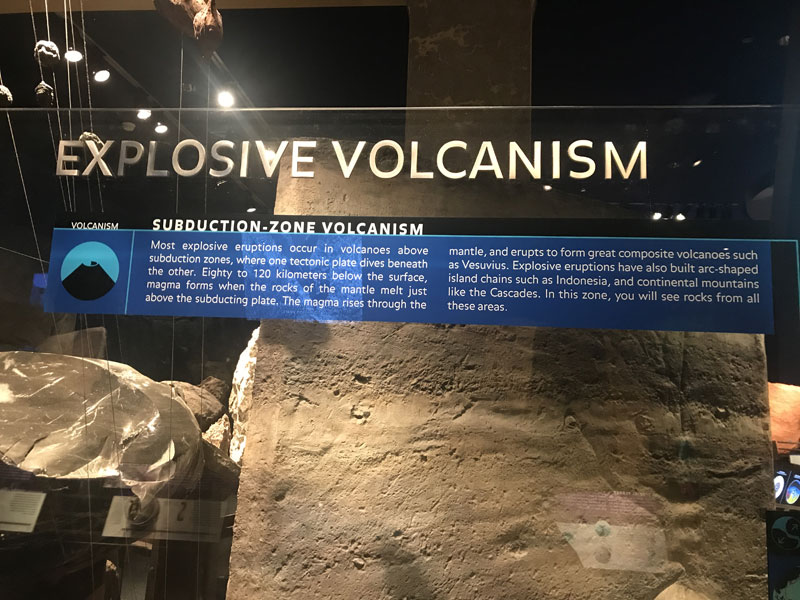 EXPLOSIVE VOLCANISM
VOLCANISM
SUBDUCTION-ZONE VOLCANISM
Most explosive eruptions occur in volcanoes above
subduction zones, where one tectonic plate dives beneath
the other. Eighty to 120 kilometers below the surface,
magma forms when the rocks of the mantle melt just
above the subducting plate. The magma rises through the
mantle, and erupts to form great composite volcanoes such
as Vesuvius. Explosive eruptions have also built arc-shaped
island chains such as Indonesia, and continental mountains
like the Cascades. In this zone, you will see rocks from all
these areas.
2